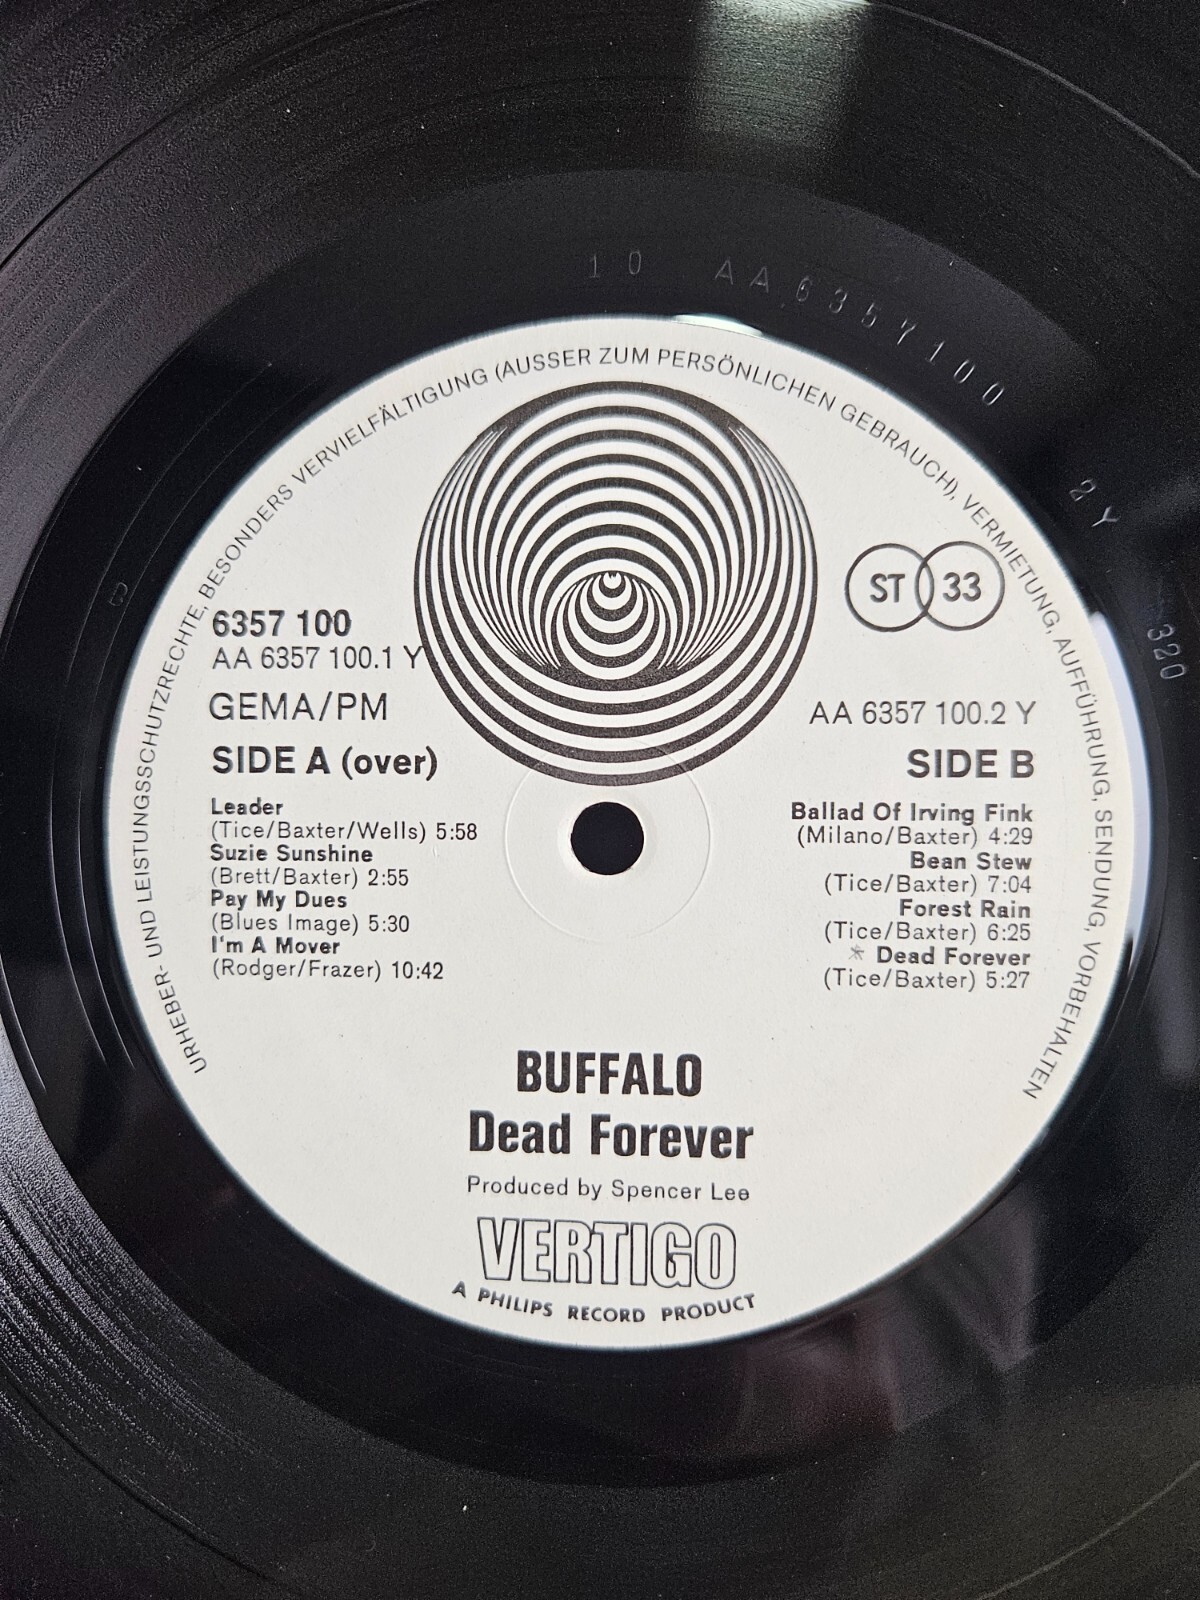 10 AA 6357100 2Y 320
URHEBER- UND LEISTUNGSSCHUTZRECHTE, BESONDERS VERVIELFÄLTIGUNG (AUSSER ZUM PERSÖNLICHEN GEBRAUCH), VERMIETUNG, AUFFÜHRUNG, SENDUNG, VORBEHALTEN
ST 33
6357 100
AA 6357 100.1 Y
GEMA/PM
SIDE A (over)
Leader
(Tice/Baxter/Wells) 5:58
Suzie Sunshine
(Brett/Baxter) 2:55
Pay My Dues
(Blues Image) 5:30
I'm A Mover
(Rodger/Frazer) 10:42
AA 6357 100.2 Y
SIDE B
Ballad Of Irving Fink
(Milano/Baxter) 4:29
Bean Stew
(Tice/Baxter) 7:04
Forest Rain
(Tice/Baxter) 6:25
* Dead Forever
(Tice/Baxter) 5:27
BUFFALO
Dead Forever
Produced by Spencer Lee
VERTIGO
A PHILIPS RECORD PRODUCT